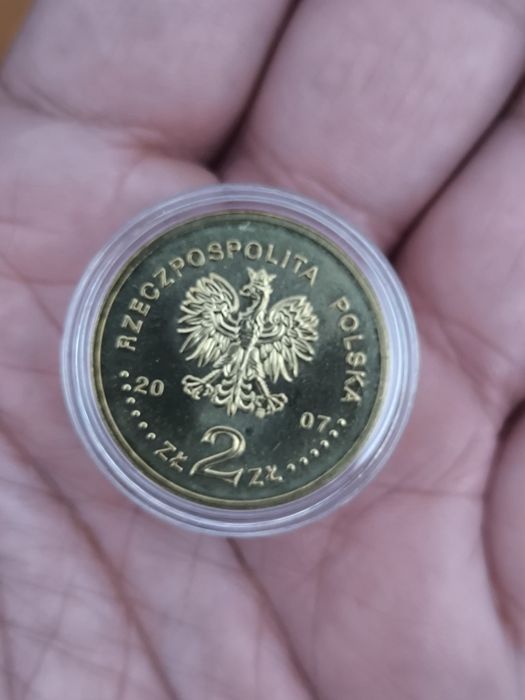 RZECZPOSPOLITA POLSKA
20 07
ZŁ 2 ZŁ